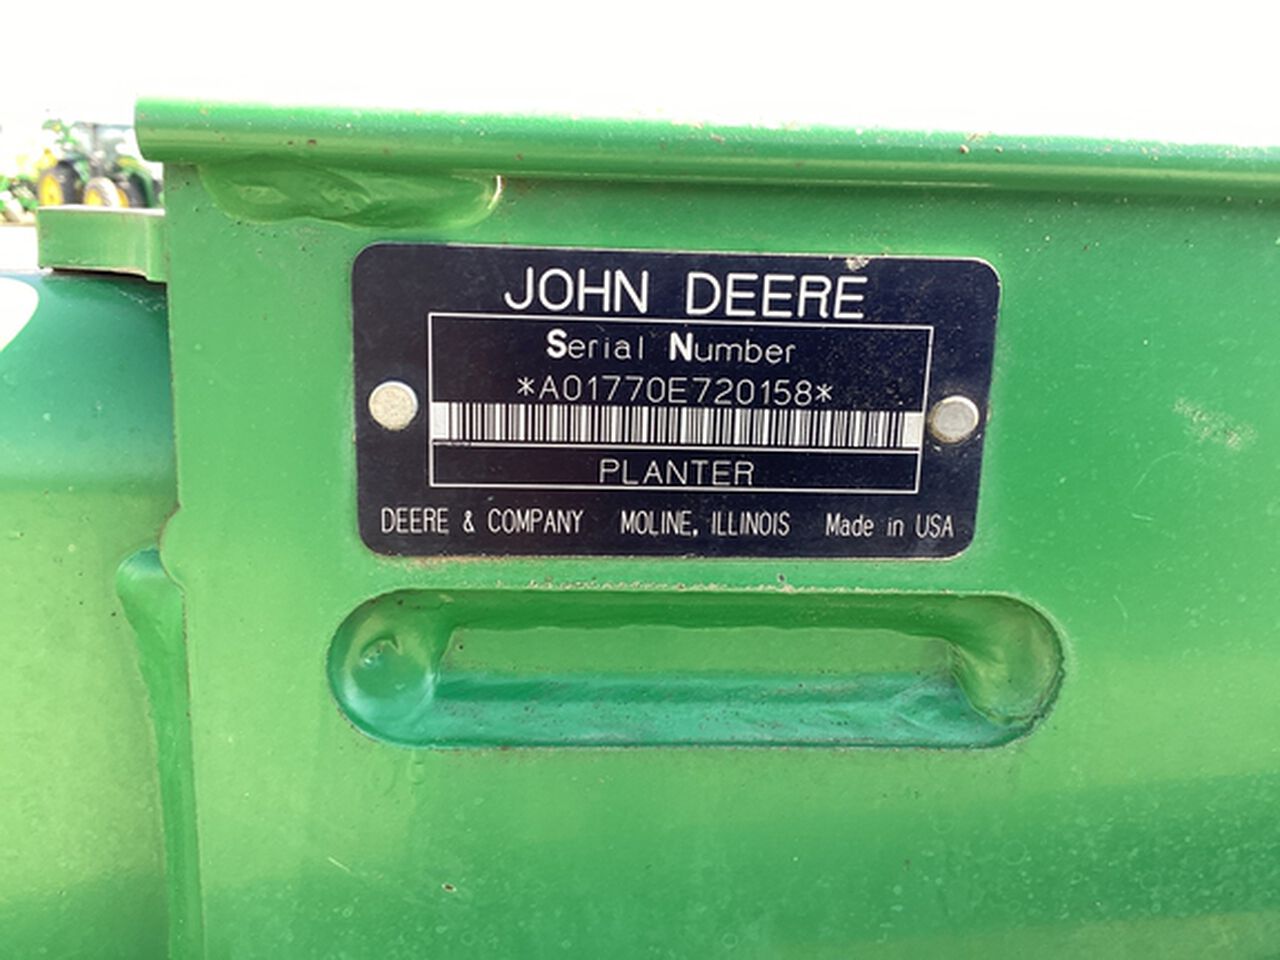 JOHN DEERE
Serial Number
*A01770E720158*
PLANTER
DEERE & COMPANY MOLINE, ILLINOIS Made in USA